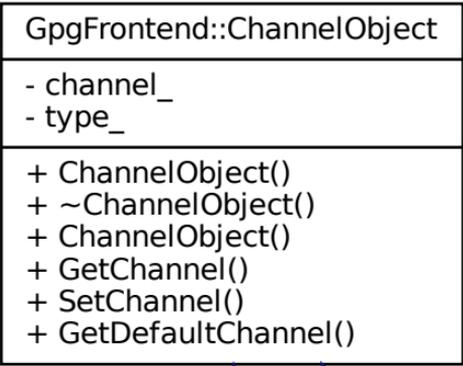 GpgFrontend::ChannelObject
- channel_
- type_
+ ChannelObject()
+ ~ChannelObject()
+ ChannelObject()
+ GetChannel()
+ SetChannel()
+ GetDefaultChannel()